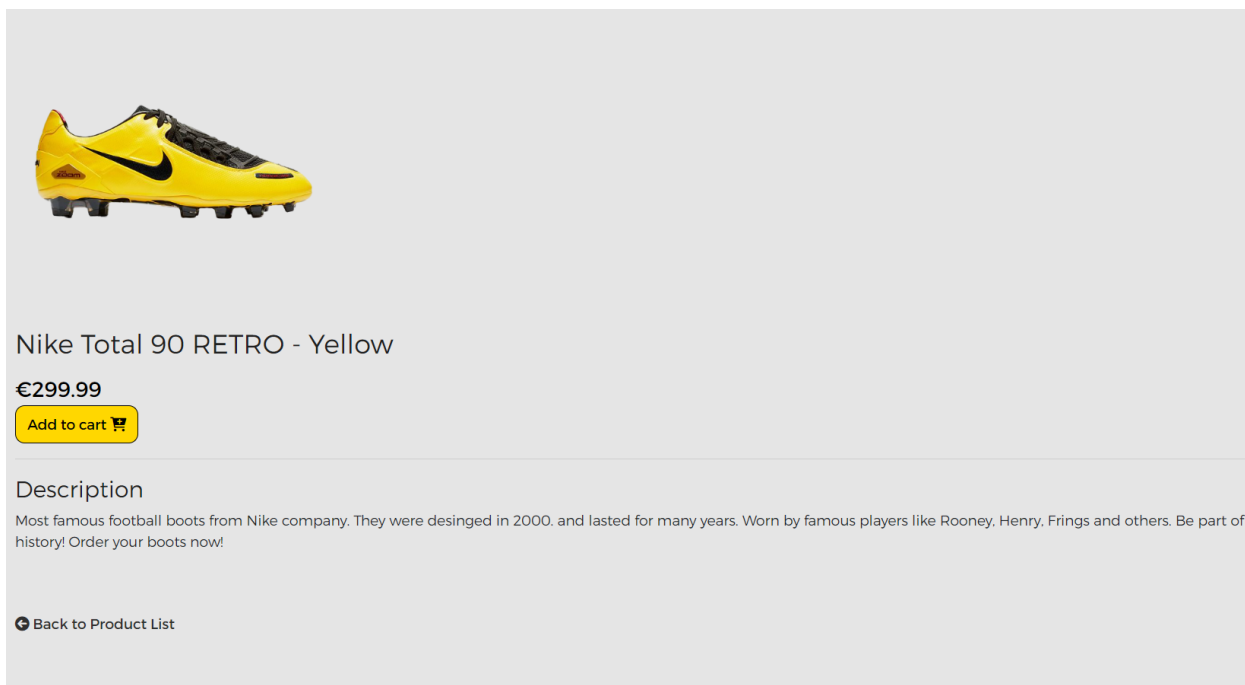 zoom
Nike Total 90 RETRO - Yellow
€299.99
Add to cart
Description
Most famous football boots from Nike company. They were desinged in 2000. and lasted for many years. Worn by famous players like Rooney, Henry, Frings and others. Be part of
history! Order your boots now!
Back to Product List